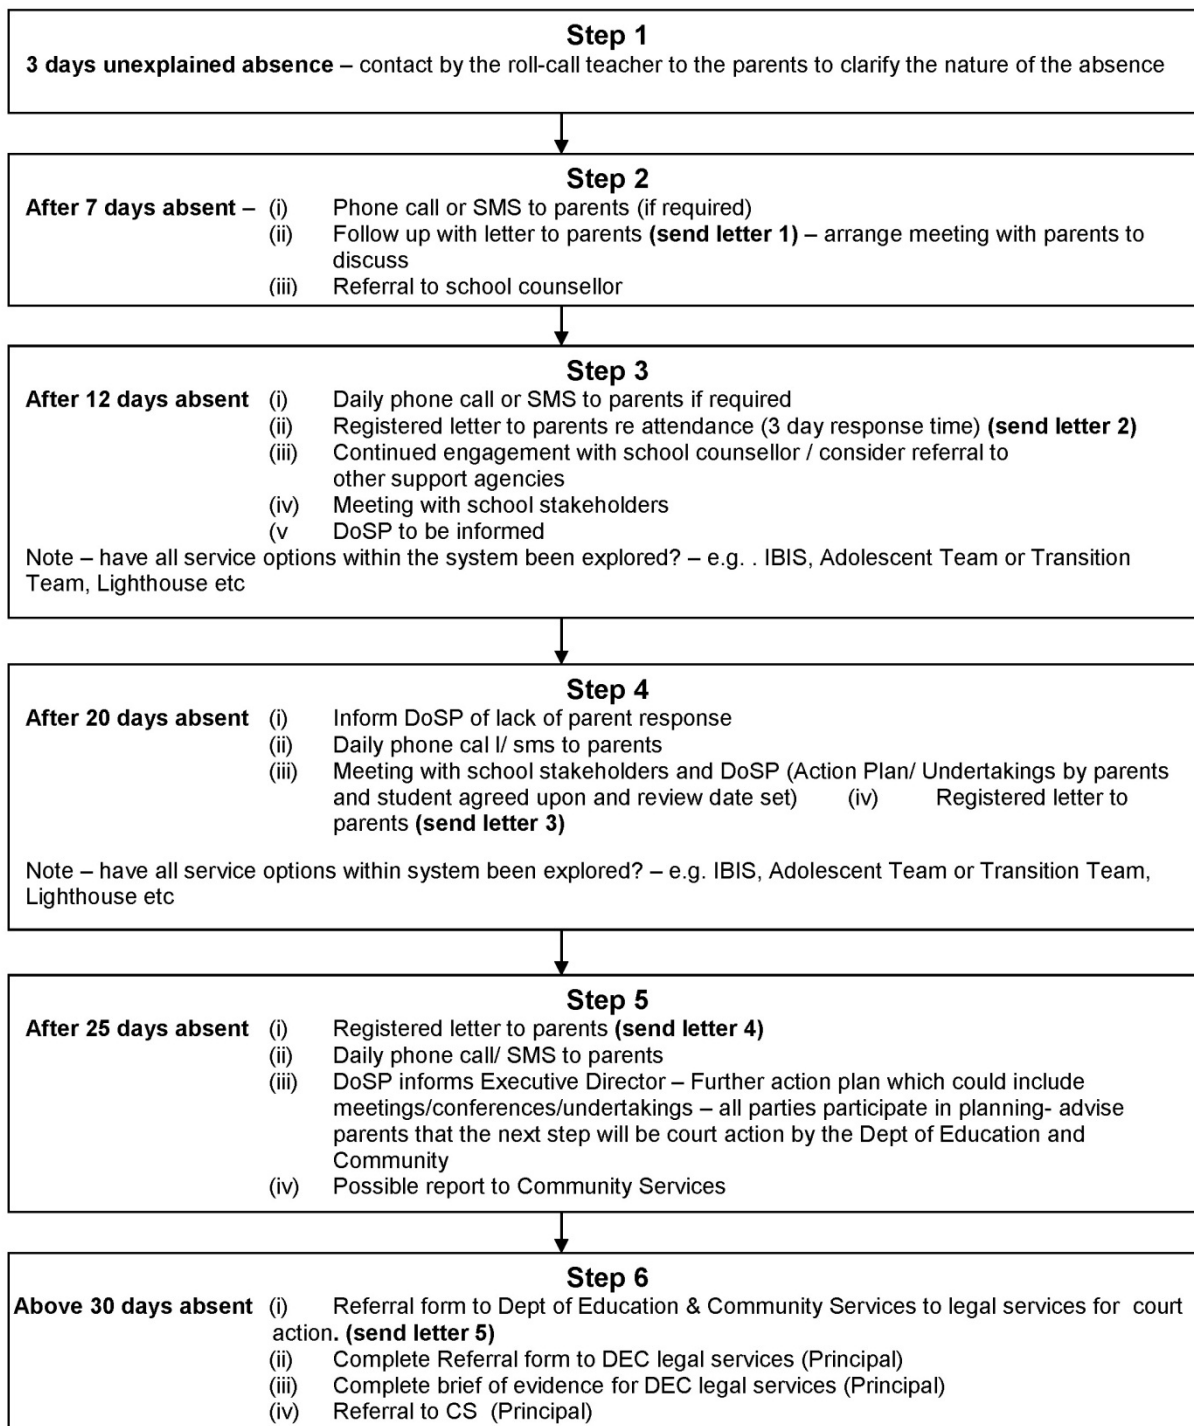 Step 1
3 days unexplained absence – contact by the roll-call teacher to the parents to clarify the nature of the absence
Step 2
After 7 days absent – (i) Phone call or SMS to parents (if required)
(ii) Follow up with letter to parents (send letter 1) – arrange meeting with parents to
discuss
(iii) Referral to school counsellor
Step 3
After 12 days absent (i) Daily phone call or SMS to parents if required
(ii) Registered letter to parents re attendance (3 day response time) (send letter 2)
(iii) Continued engagement with school counsellor / consider referral to
other support agencies
(iv) Meeting with school stakeholders
(v DoSP to be informed
Note – have all service options within the system been explored? – e.g. . IBIS, Adolescent Team or Transition
Team, Lighthouse etc
Step 4
After 20 days absent (i) Inform DoSP of lack of parent response
(ii) Daily phone cal l/ sms to parents
(iii) Meeting with school stakeholders and DoSP (Action Plan/ Undertakings by parents
and student agreed upon and review date set) (iv) Registered letter to
parents (send letter 3)
Note – have all service options within system been explored? – e.g. IBIS, Adolescent Team or Transition Team,
Lighthouse etc
Step 5
After 25 days absent (i) Registered letter to parents (send letter 4)
(ii) Daily phone call/ SMS to parents
(iii) DoSP informs Executive Director – Further action plan which could include
meetings/conferences/undertakings – all parties participate in planning- advise
parents that the next step will be court action by the Dept of Education and
Community
(iv) Possible report to Community Services
Step 6
Above 30 days absent (i) Referral form to Dept of Education & Community Services to legal services for court
action. (send letter 5)
(ii) Complete Referral form to DEC legal services (Principal)
(iii) Complete brief of evidence for DEC legal services (Principal)
(iv) Referral to CS (Principal)